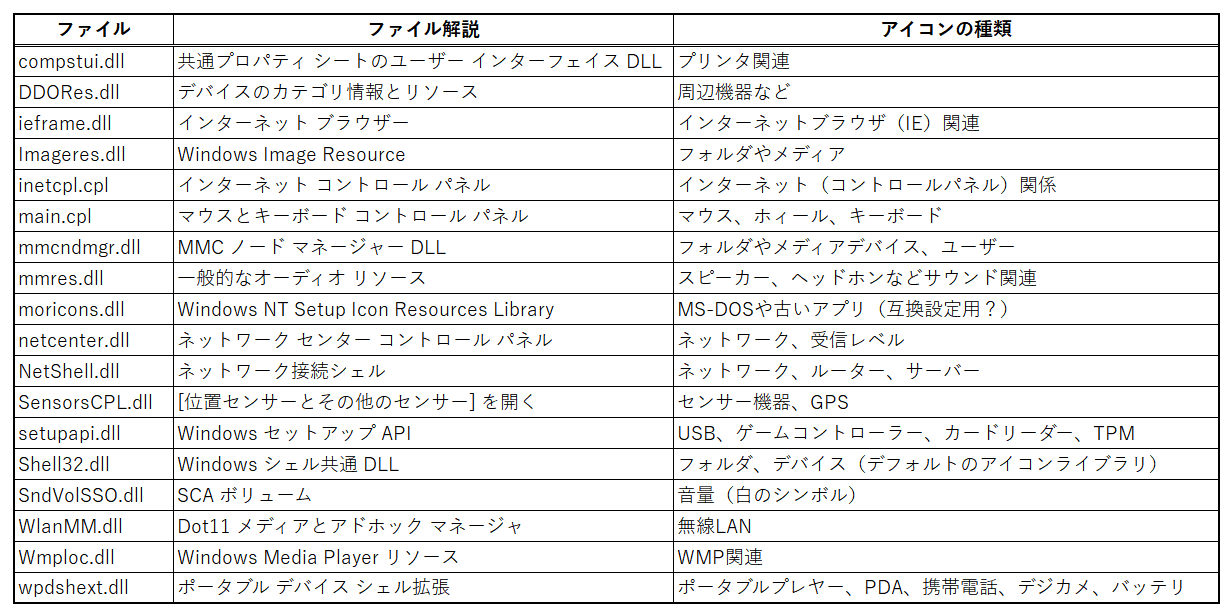 ファイル ファイル解説 アイコンの種類
compstui.dll 共通プロパティ シートのユーザー インターフェイス DLL プリンタ関連
DDORes.dll デバイスのカテゴリ情報とリソース 周辺機器など
ieframe.dll インターネット ブラウザー インターネットブラウザ（IE）関連
Imageres.dll Windows Image Resource フォルダやメディア
inetcpl.cpl インターネット コントロール パネル インターネット（コントロールパネル）関係
main.cpl マウスとキーボード コントロール パネル マウス、ホィール、キーボード
mmcndmgr.dll MMC ノード マネージャー DLL フォルダやメディアデバイス、ユーザー
mmres.dll 一般的なオーディオ リソース スピーカー、ヘッドホンなどサウンド関連
moricons.dll Windows NT Setup Icon Resources Library MS-DOSや古いアプリ（互換設定用？）
netcenter.dll ネットワーク センター コントロール パネル ネットワーク、受信レベル
NetShell.dll ネットワーク接続シェル ネットワーク、ルーター、サーバー
SensorsCPL.dll [位置センサーとその他のセンサー] を開く センサー機器、GPS
setupapi.dll Windows セットアップ API USB、ゲームコントローラー、カードリーダー、TPM
Shell32.dll Windows シェル共通 DLL フォルダ、デバイス（デフォルトのアイコンライブラリ）
SndVolSSO.dll SCA ボリューム 音量（白のシンボル）
WlanMM.dll Dot11 メディアとアドホック マネージャ 無線LAN
Wmploc.dll Windows Media Player リソース WMP関連
wpdshext.dll ポータブル デバイス シェル拡張 ポータブルプレヤー、PDA、携帯電話、デジカメ、バッテリ